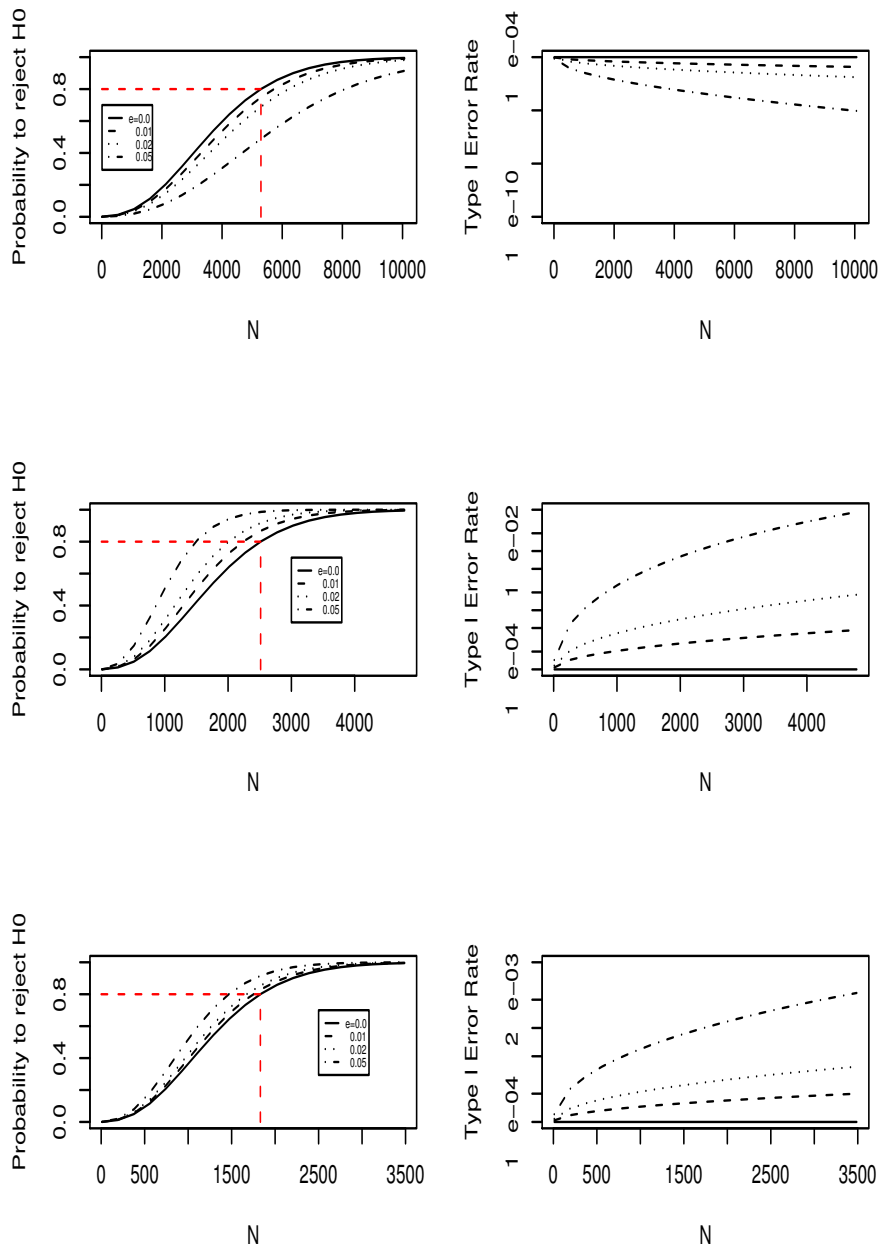 Probability to reject H0
0.0 0.4 0.8
e=0.0
0.01
0.02
0.05
0 2000 4000 6000 8000 10000
N
Type I Error Rate
1 e−10 1 e−04
0 2000 4000 6000 8000 10000
N
Probability to reject H0
0.0 0.4 0.8
e=0.0
0.01
0.02
0.05
0 1000 2000 3000 4000
N
Type I Error Rate
1 e−04 1 e−02
0 1000 2000 3000 4000
N
Probability to reject H0
0.0 0.4 0.8
e=0.0
0.01
0.02
0.05
0 500 1500 2500 3500
N
Type I Error Rate
1 e−04 2 e−03
0 500 1500 2500 3500
N